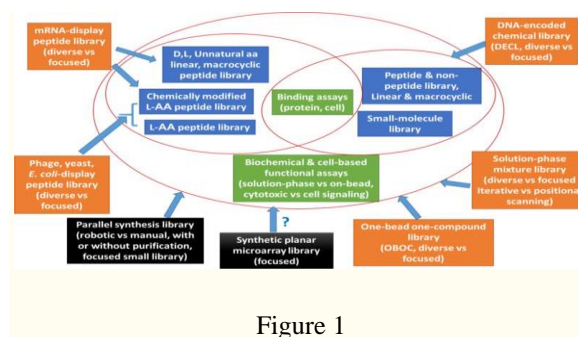 mRNA-display
peptide library
(diverse vs
focused)
DNA-encoded
chemical library
(DECL, diverse vs
focused)
D,L, Unnatural aa
linear, macrocyclic
peptide library
Chemically modified
L-AA peptide library
L-AA peptide library
Binding assays
(protein, cell)
Peptide & non-
peptide library,
Linear & macrocyclic
Small-molecule
library
Phage, yeast,
E. coli-display
peptide library
(diverse vs
focused)
Biochemical & cell-based
functional assays
(solution-phase vs on-bead,
cytotoxic vs cell signaling)
Solution-phase
mixture library
(diverse vs focused
Iterative vs positional
scanning)
Parallel synthesis library
(robotic vs manual, with
or without purification,
focused small library)
?
Synthetic planar
microarray library
(focused)
One-bead one-compound
library
(OBOC, diverse vs
focused)
Figure 1